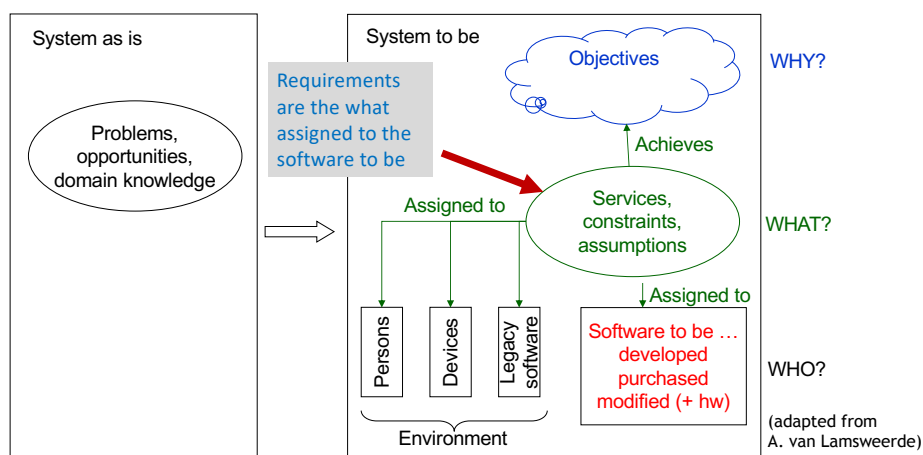 System as is
Problems,
opportunities,
domain knowledge
System to be
Requirements
are the what
assigned to the
software to be
Objectives
WHY?
Achieves
Services,
constraints,
assumptions
WHAT?
Assigned to
Assigned to
Persons
Devices
Legacy
software
Environment
Software to be …
developed
purchased
modified (+ hw)
WHO?
(adapted from
A. van Lamsweerde)